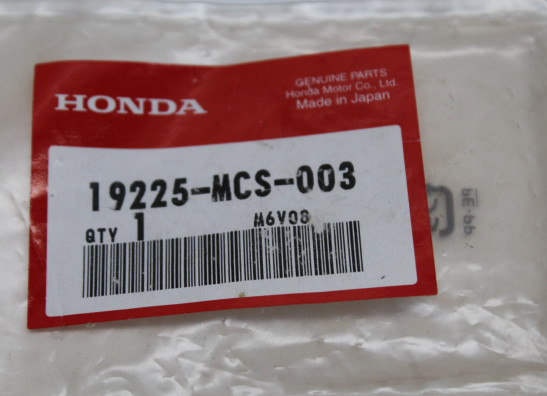 HONDA
GENUINE PARTS
Honda Motor Co., Ltd.
Made in Japan
19225-MCS-003
QTY 1 M6V08